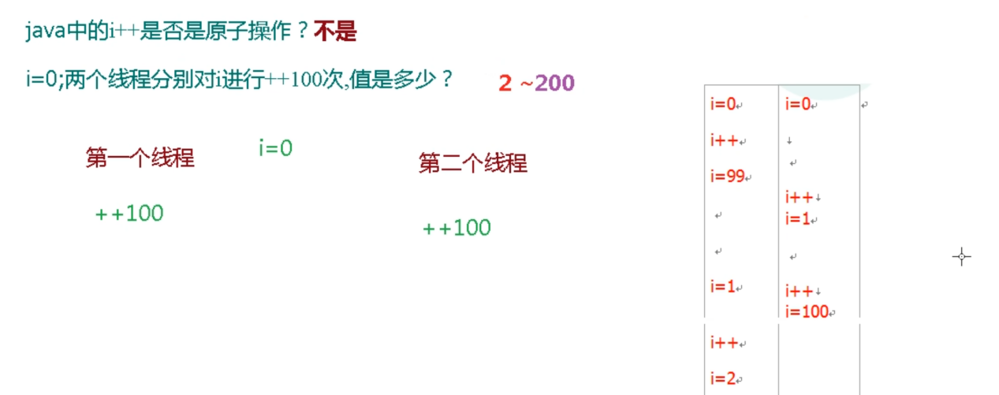 java中的i++是否是原子操作？不是
i=0;两个线程分别对i进行++100次,值是多少？ 2 ~200
第一个线程
i=0
第二个线程
++100
++100
i=0 i=0
i++
i=99
i++
i=1
i=1
i++
i=100
i++
i=2